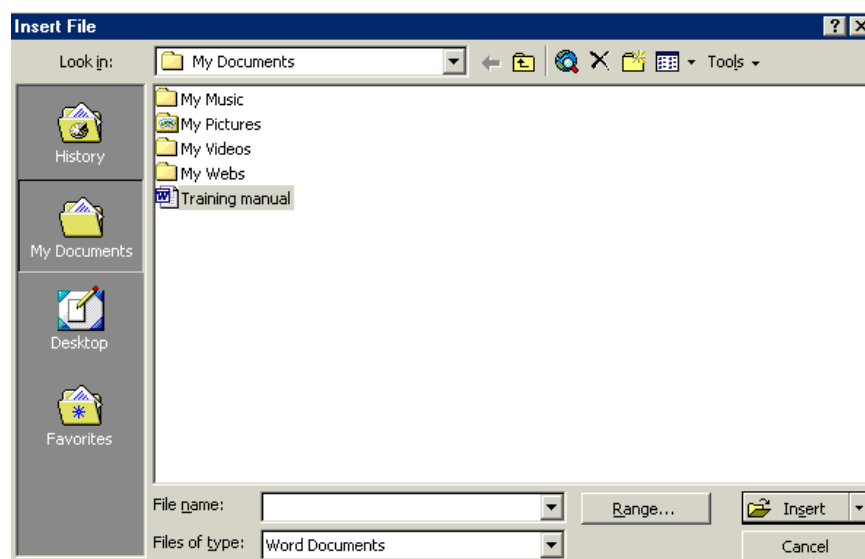 Insert File
Look in: My Documents Tools
History
My Documents
Desktop
Favorites
My Music
My Pictures
My Videos
My Webs
Training manual
File name: Range... Insert
Files of type: Word Documents Cancel